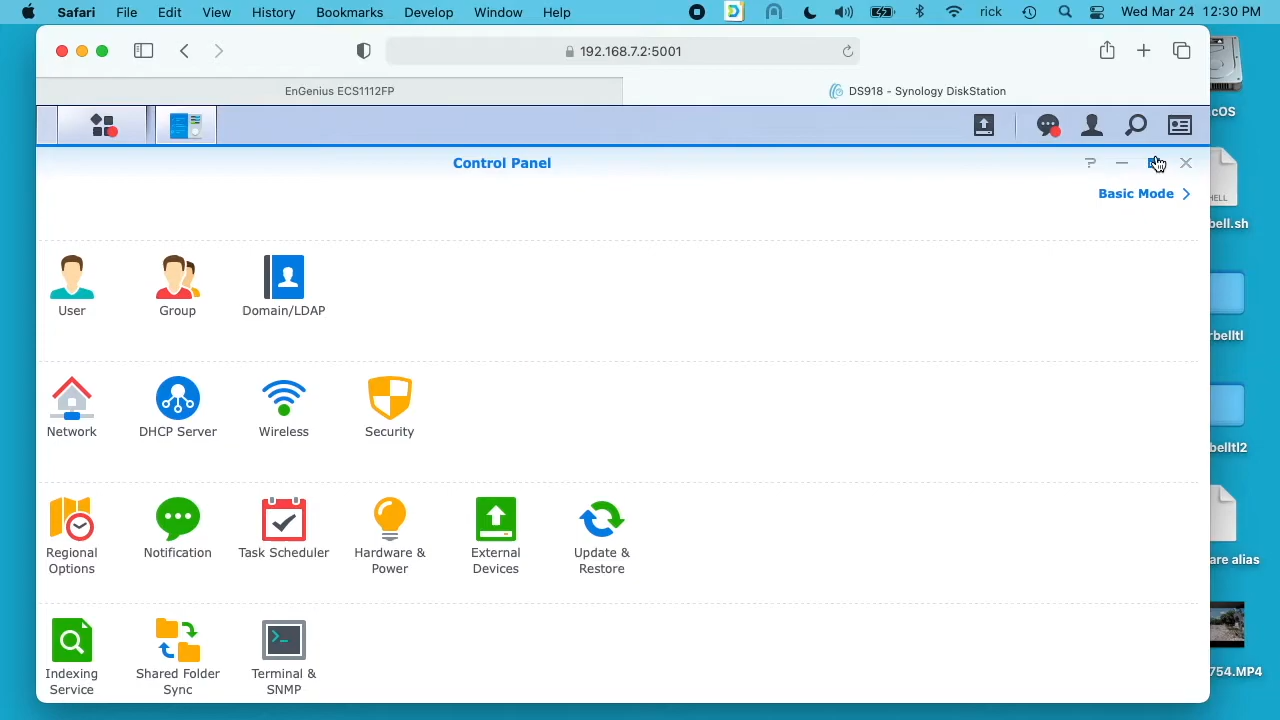 Safari File Edit View History Bookmarks Develop Window Help rick Wed Mar 24 12:30 PM
192.168.7.2:5001
EnGenius ECS1112FP DS918 - Synology DiskStation
cOS
Control Panel
Basic Mode
SHELL
bell.sh
User Group Domain/LDAP
rbelltl
Network DHCP Server Wireless Security
belltl2
Regional Options Notification Task Scheduler Hardware & Power External Devices Update & Restore
are alias
Indexing Service Shared Folder Sync Terminal & SNMP
754.MP4